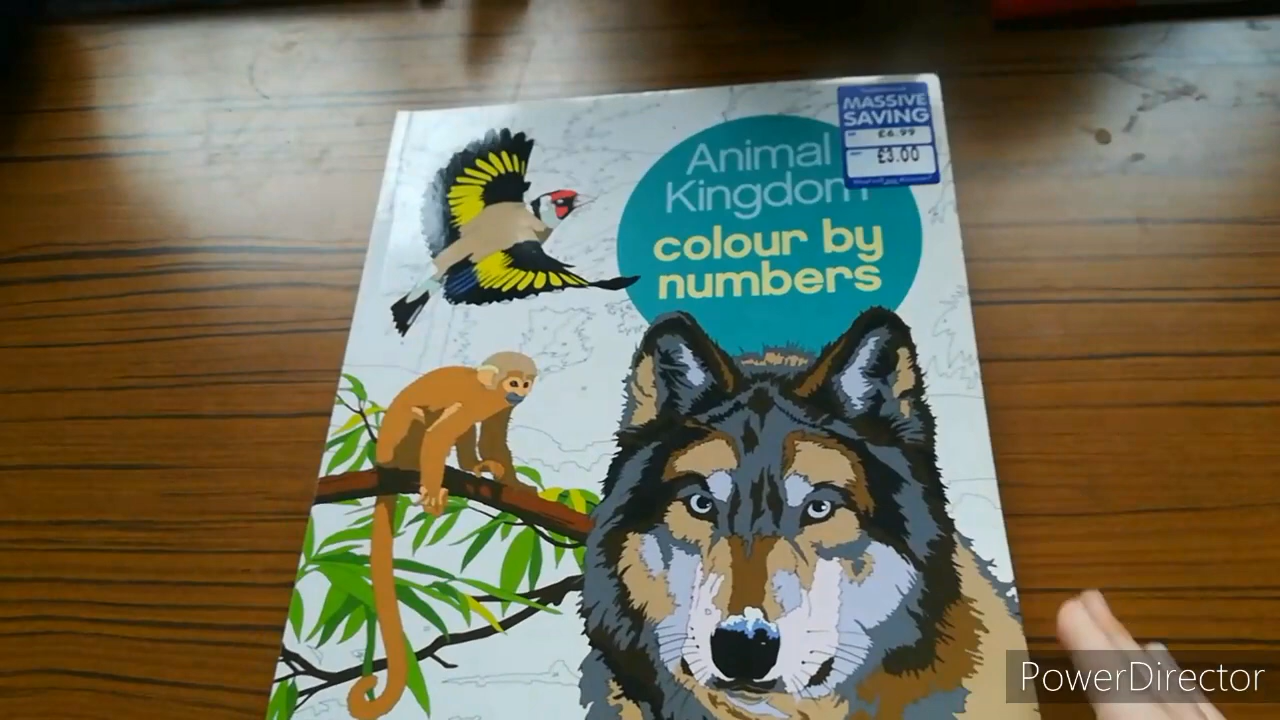 MASSIVE
SAVING
£6.99
£3.00
Animal
Kingdom
colour by
numbers
PowerDirector